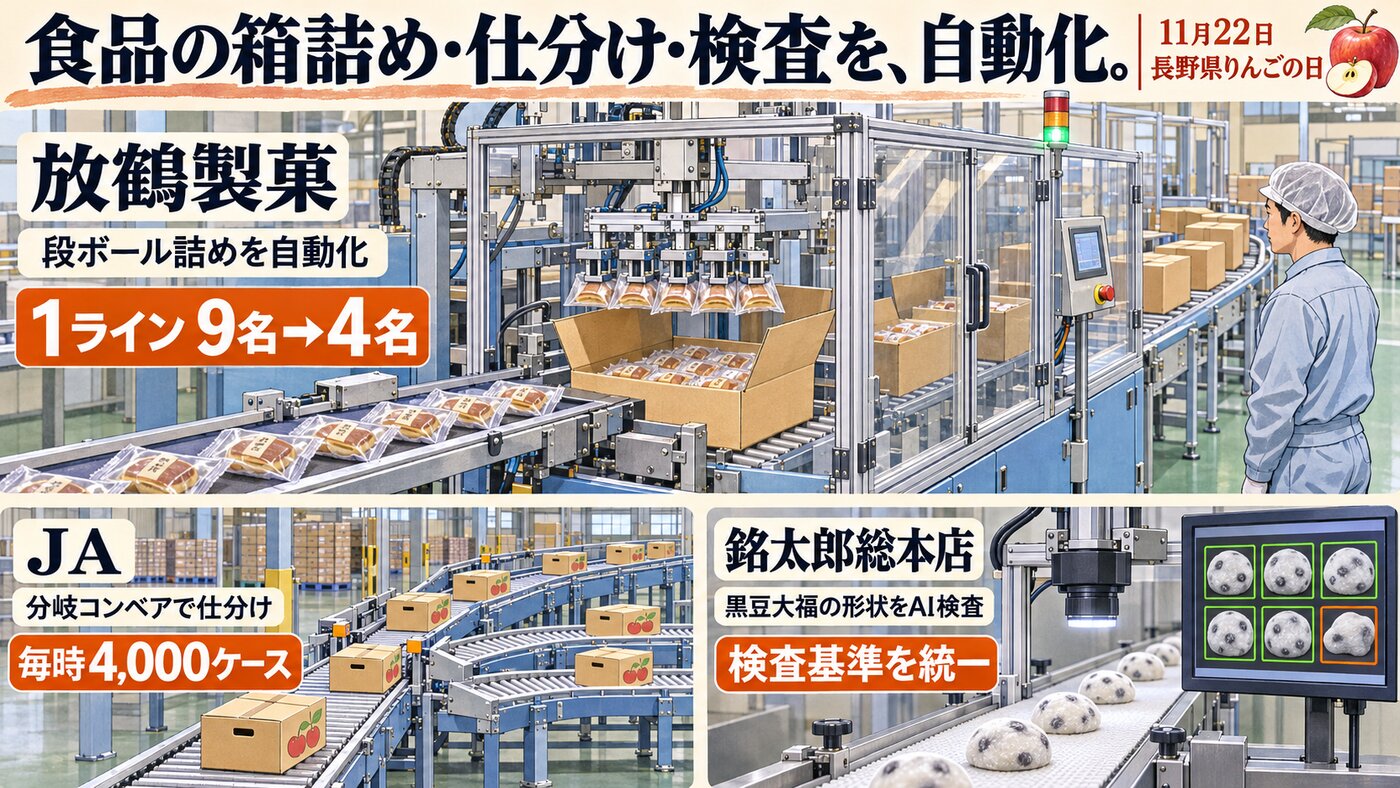 食品の箱詰め・仕分け・検査を、自動化。
11月22日
長野県りんごの日
放鶴製菓
段ボール詰めを自動化
1ライン 9名→4名
JA
分岐コンベアで仕分け
毎時4,000ケース
銘太郎総本店
黒豆大福の形状をAI検査
検査基準を統一